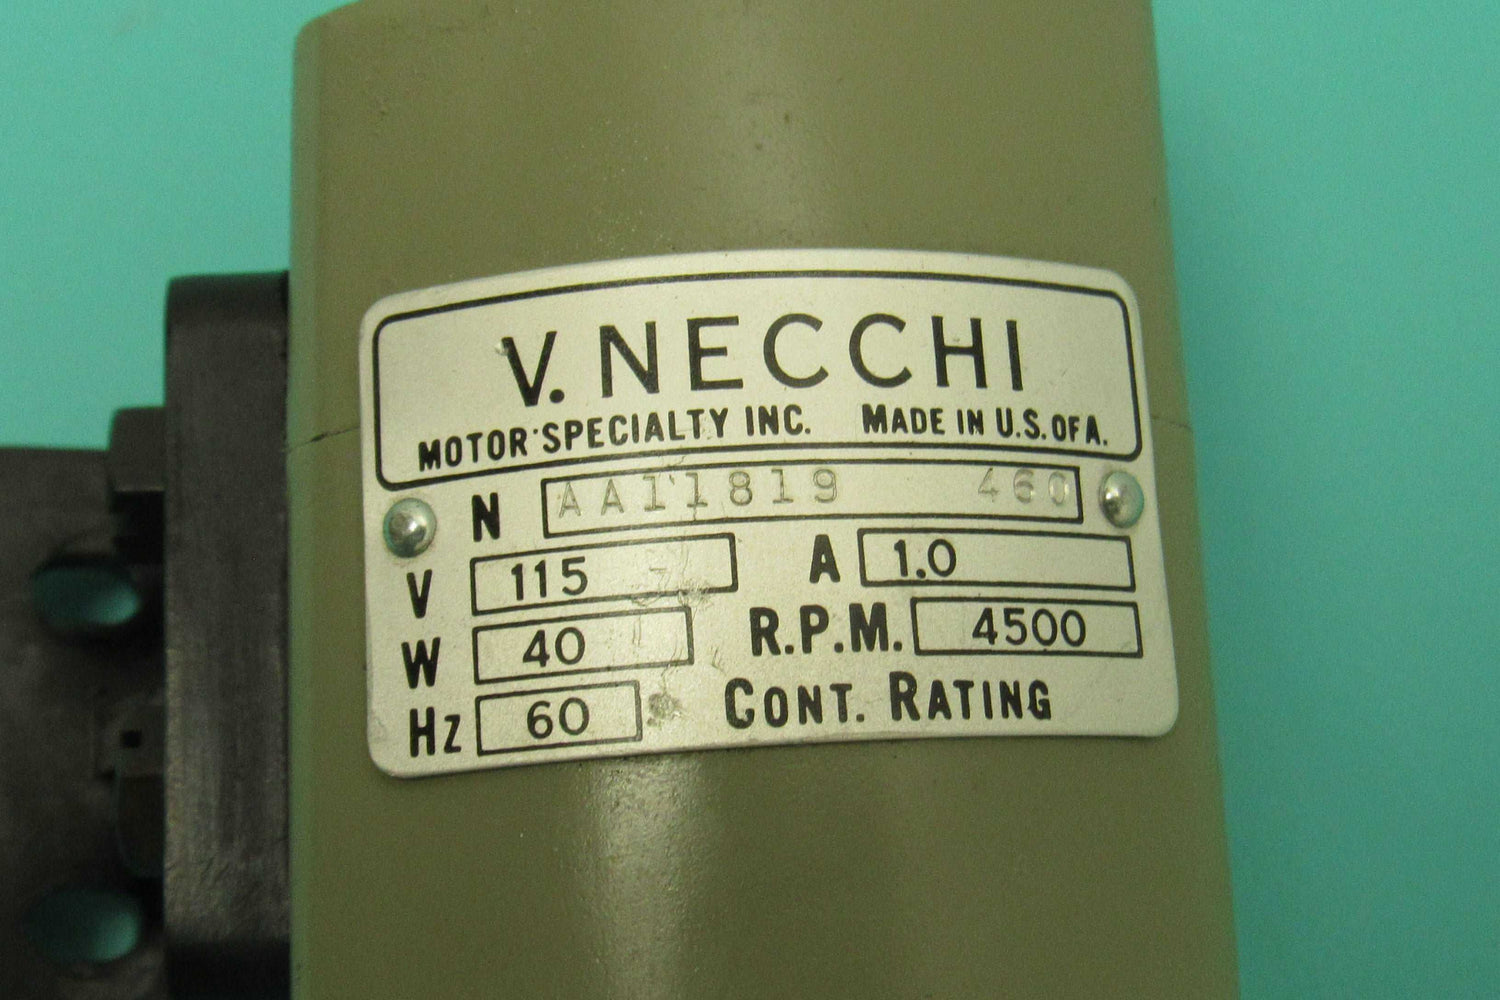 V. NECCHI
MOTOR SPECIALTY INC. MADE IN U.S. OF A.
N AA11819 460
V 115 A 1.0
W 40 R.P.M. 4500
Hz 60 CONT. RATING